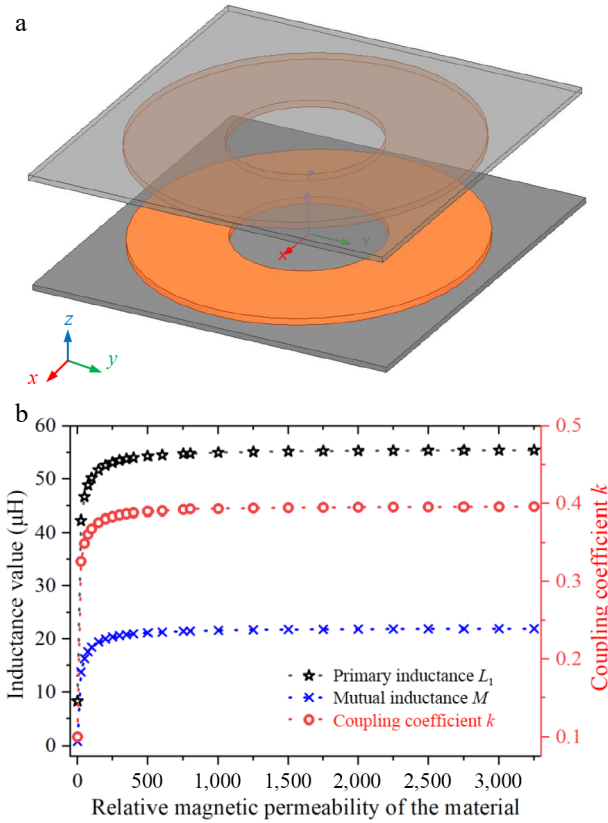 a
Z
X
Y
z
x
y
b
60
50
40
30
20
10
0
Inductance value (μH)
0.5
0.4
0.3
0.2
0.1
Coupling coefficient k
Primary inductance L₁
Mutual inductance M
Coupling coefficient k
0 500 1,000 1,500 2,000 2,500 3,000
Relative magnetic permeability of the material